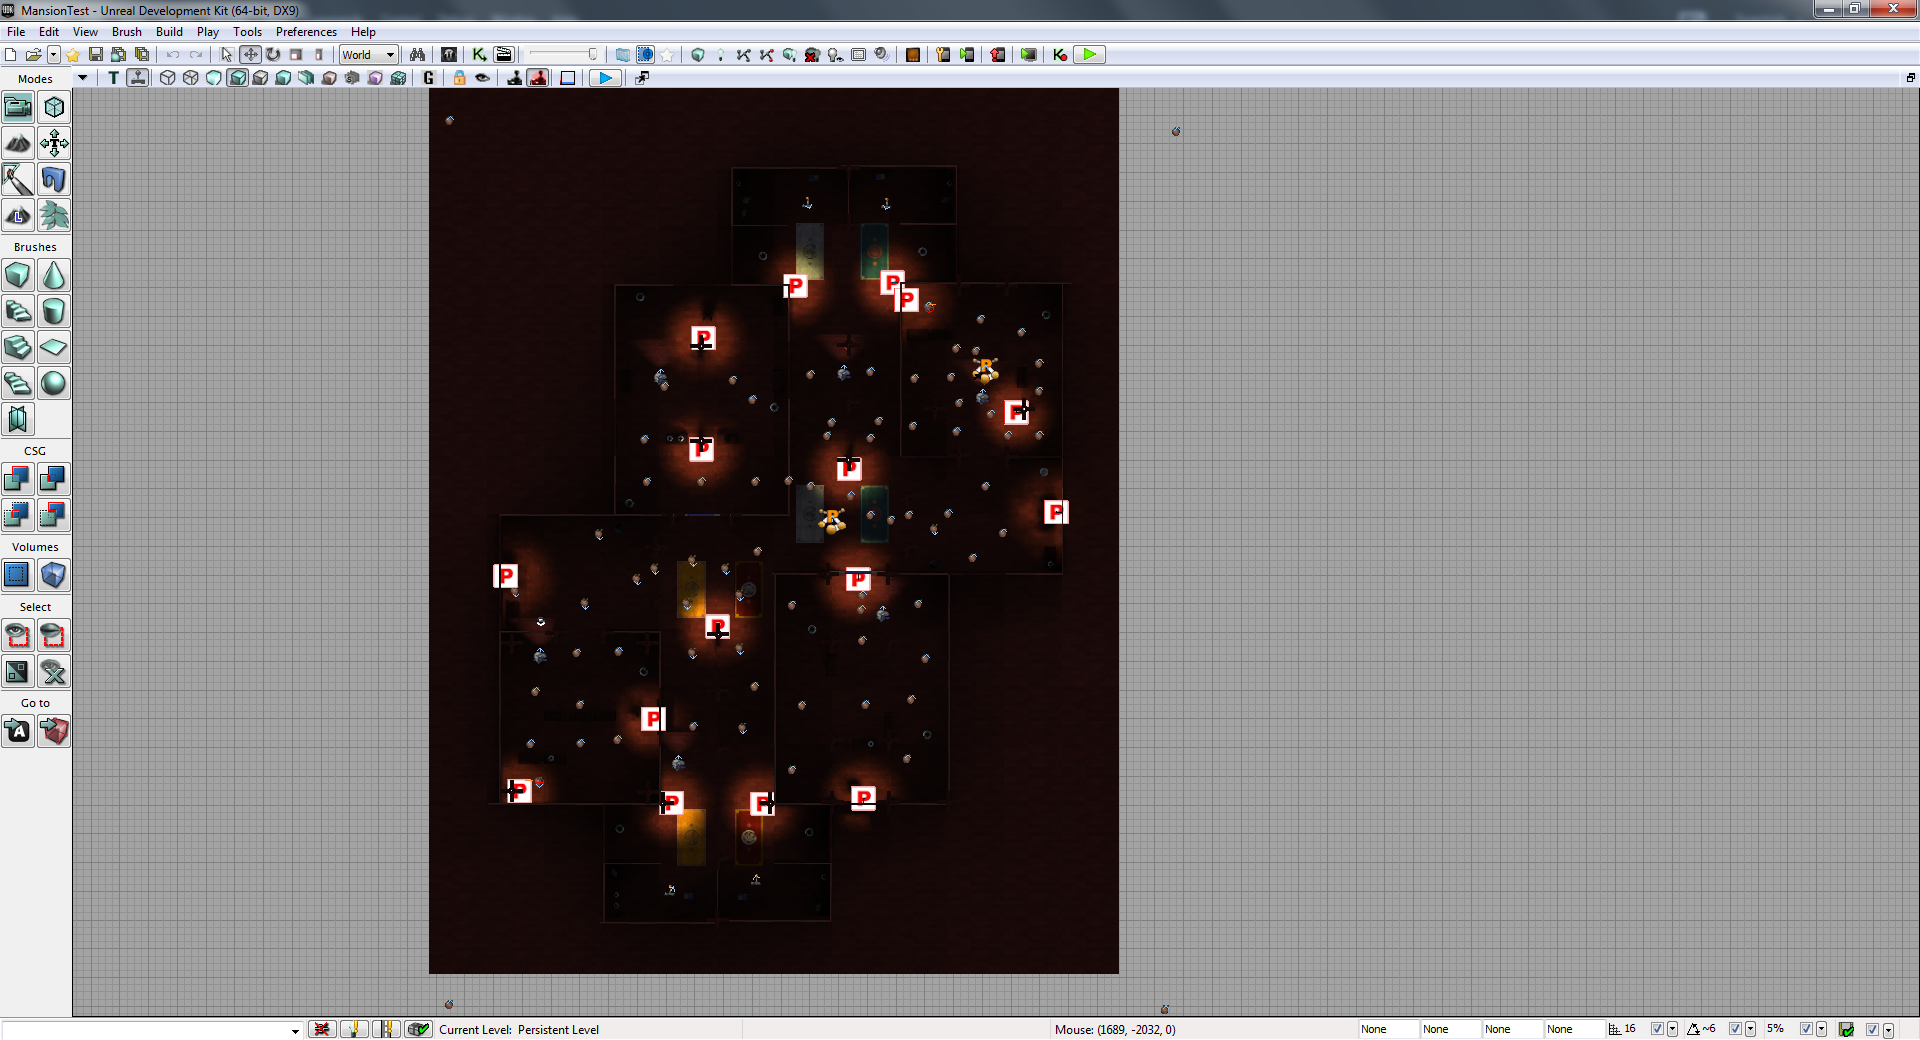 MansionTest - Unreal Development Kit (64-bit, DX9)
File Edit View Brush Build Play Tools Preferences Help
World
Modes
T G
L
Brushes
CSG
Volumes
Select
Go to
A
P
P
P
P
R
P
P
P
P
R
P
P
P
P
P
P
P
P
Current Level: Persistent Level
Mouse: (1689, -2032, 0)
None None None None 16 ~6 5%